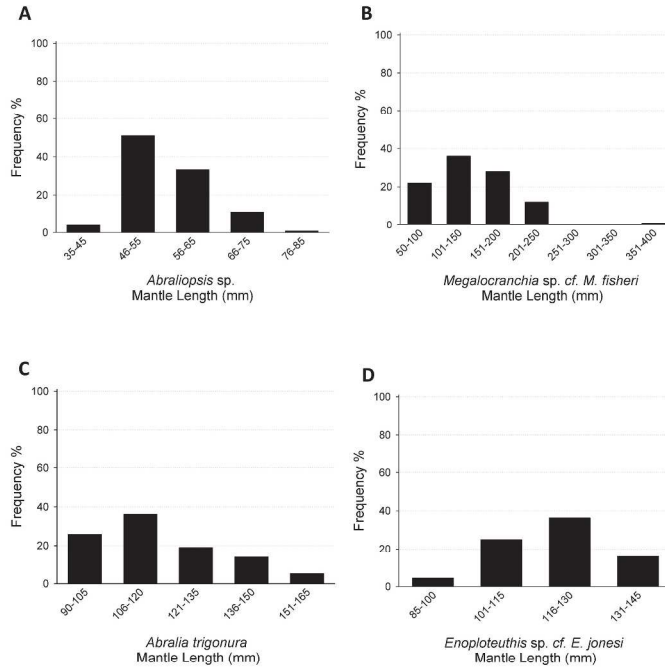 A
100
80
60
40
20
0
Frequency %
35-45 46-55 56-65 66-75 76-85
Abraliopsis sp.
Mantle Length (mm)
B
100
80
60
40
20
0
Frequency %
50-100 101-150 151-200 201-250 251-300 301-350 351-400
Megalocranchia sp. cf. M. fisheri
Mantle Length (mm)
C
100
80
60
40
20
0
Frequency %
90-105 106-120 121-135 136-150 151-165
Abralia trigonura
Mantle Length (mm)
D
100
80
60
40
20
0
Frequency %
85-100 101-115 116-130 131-145
Enoploteuthis sp. cf. E. jonesi
Mantle Length (mm)